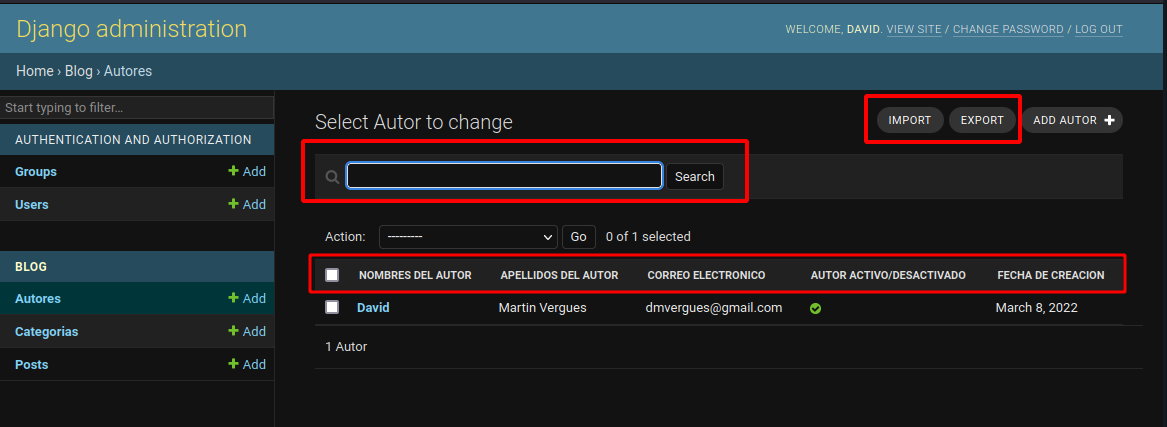 Django administration
WELCOME, DAVID. VIEW SITE / CHANGE PASSWORD / LOG OUT
Home › Blog › Autores
Start typing to filter...
AUTHENTICATION AND AUTHORIZATION
Groups + Add
Users + Add
BLOG
Autores + Add
Categorias + Add
Posts + Add
Select Autor to change
IMPORT EXPORT ADD AUTOR +
Search
Action: --------- Go 0 of 1 selected
NOMBRES DEL AUTOR APELLIDOS DEL AUTOR CORREO ELECTRONICO AUTOR ACTIVO/DESACTIVADO FECHA DE CREACION
David Martin Vergues dmvergues@gmail.com March 8, 2022
1 Autor